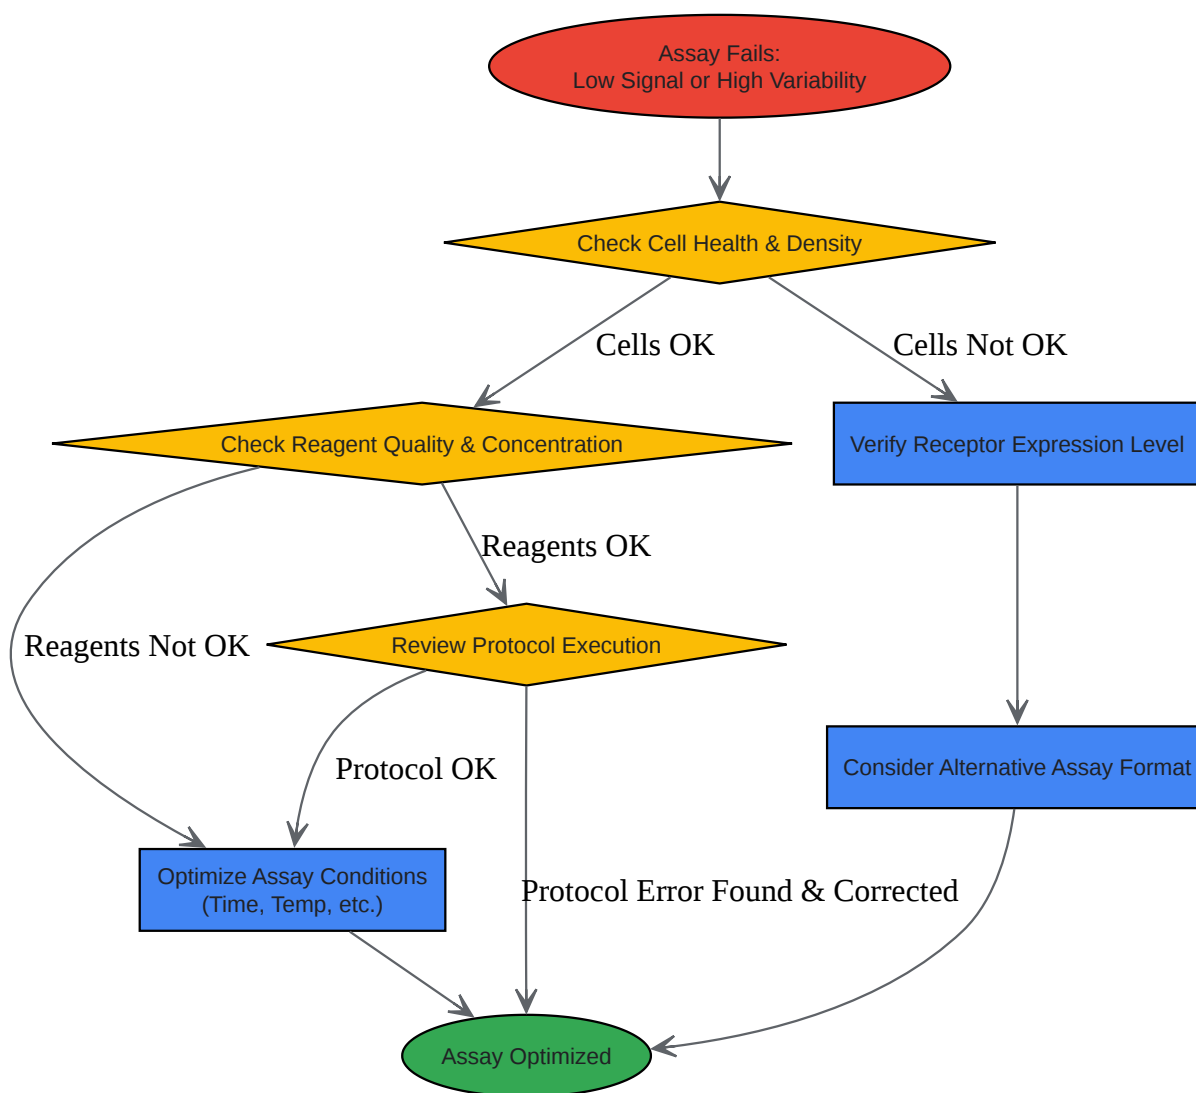 Assay Fails:
Low Signal or High Variability
Check Cell Health & Density
Cells OK
Cells Not OK
Check Reagent Quality & Concentration
Verify Receptor Expression Level
Reagents OK
Reagents Not OK
Review Protocol Execution
Protocol OK
Consider Alternative Assay Format
Optimize Assay Conditions
(Time, Temp, etc.)
Protocol Error Found & Corrected
Assay Optimized